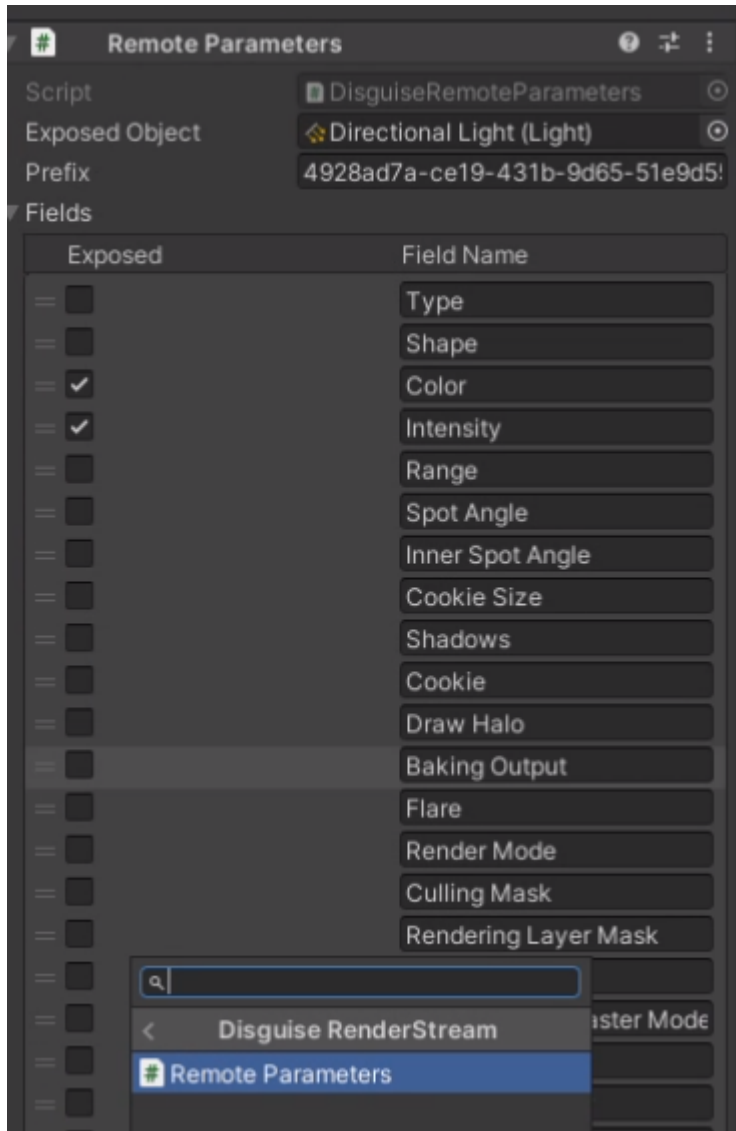 Remote Parameters
Script DisguiseRemoteParameters
Exposed Object Directional Light (Light)
Prefix 4928ad7a-ce19-431b-9d65-51e9d5
Fields
Exposed Field Name
Type
Shape
Color
Intensity
Range
Spot Angle
Inner Spot Angle
Cookie Size
Shadows
Cookie
Draw Halo
Baking Output
Flare
Render Mode
Culling Mask
Rendering Layer Mask
Disguise RenderStream
Mode
Remote Parameters